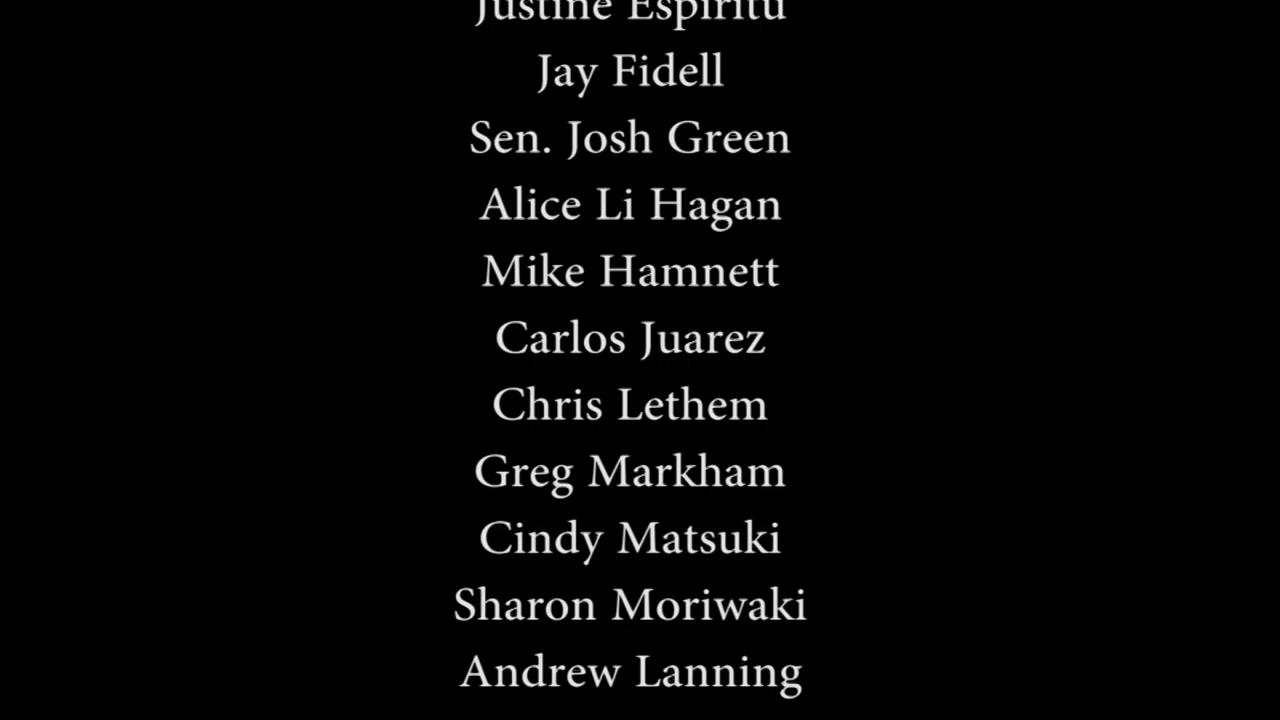 Justine Espiritu
Jay Fidell
Sen. Josh Green
Alice Li Hagan
Mike Hamnett
Carlos Juarez
Chris Lethem
Greg Markham
Cindy Matsuki
Sharon Moriwaki
Andrew Lanning